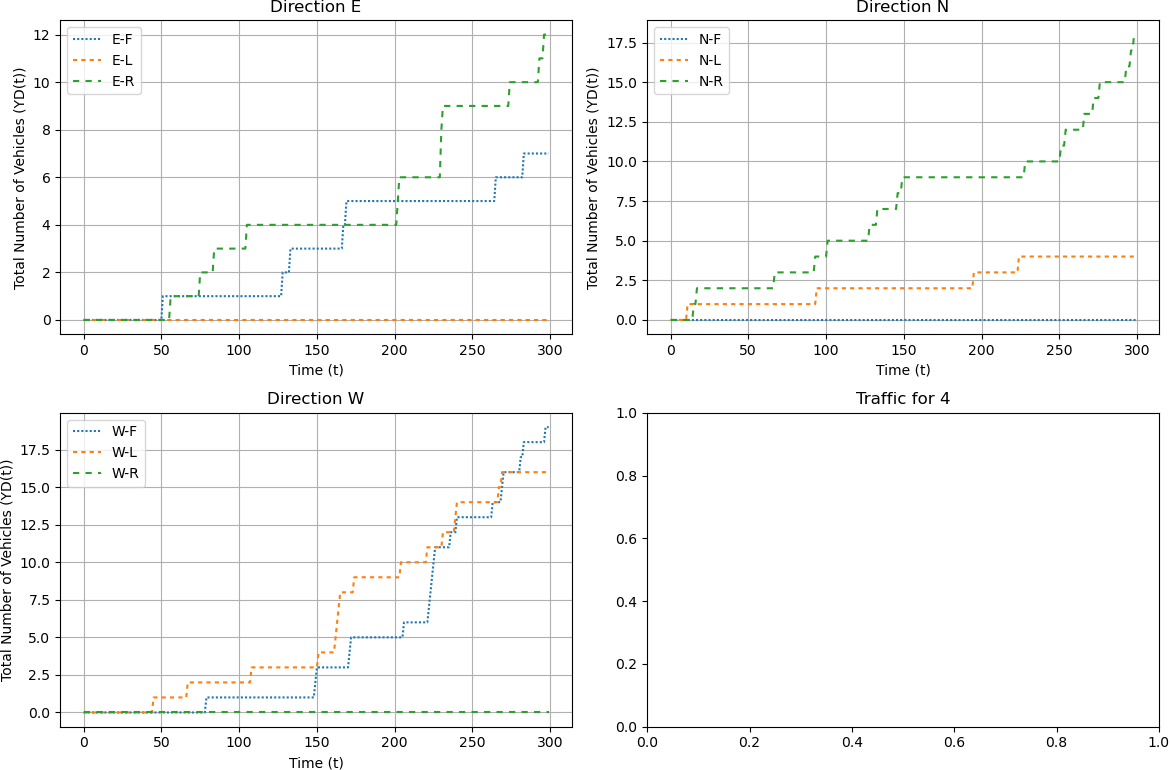 Direction E
E-F
E-L
E-R
Total Number of Vehicles (YD(t))
12
10
8
6
4
2
0
0 50 100 150 200 250 300
Time (t)
Direction N
N-F
N-L
N-R
Total Number of Vehicles (YD(t))
17.5
15.0
12.5
10.0
7.5
5.0
2.5
0.0
0 50 100 150 200 250 300
Time (t)
Direction W
W-F
W-L
W-R
Total Number of Vehicles (YD(t))
17.5
15.0
12.5
10.0
7.5
5.0
2.5
0.0
0 50 100 150 200 250 300
Time (t)
Traffic for 4
1.0
0.8
0.6
0.4
0.2
0.0
0.0 0.2 0.4 0.6 0.8 1.0